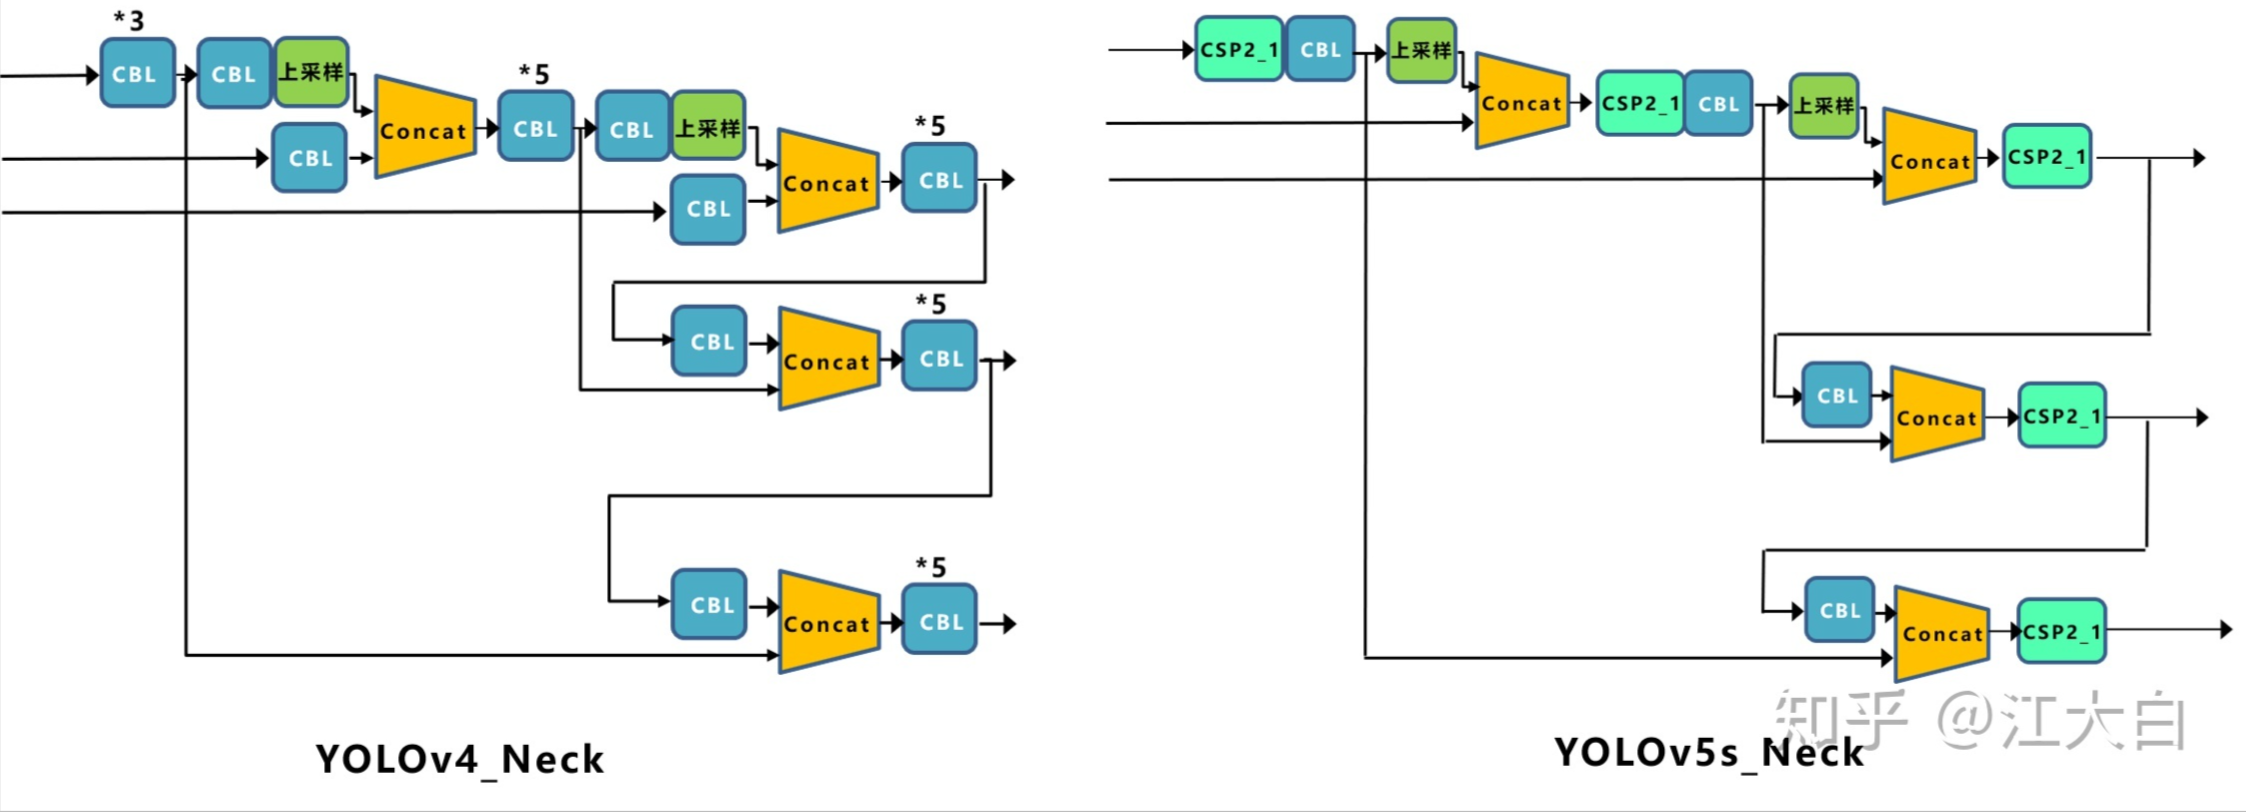 *3
CBL CBL 上采样
CBL
Concat
*5
CBL CBL 上采样
CBL
Concat
*5
CBL
CBL Concat
*5
CBL
CBL Concat
*5
CBL
YOLOv4_Neck
CSP2_1 CBL 上采样
Concat
CSP2_1 CBL 上采样
Concat
CSP2_1
CBL Concat CSP2_1
CBL Concat CSP2_1
YOLOv5s_Neck
知乎 @江大白